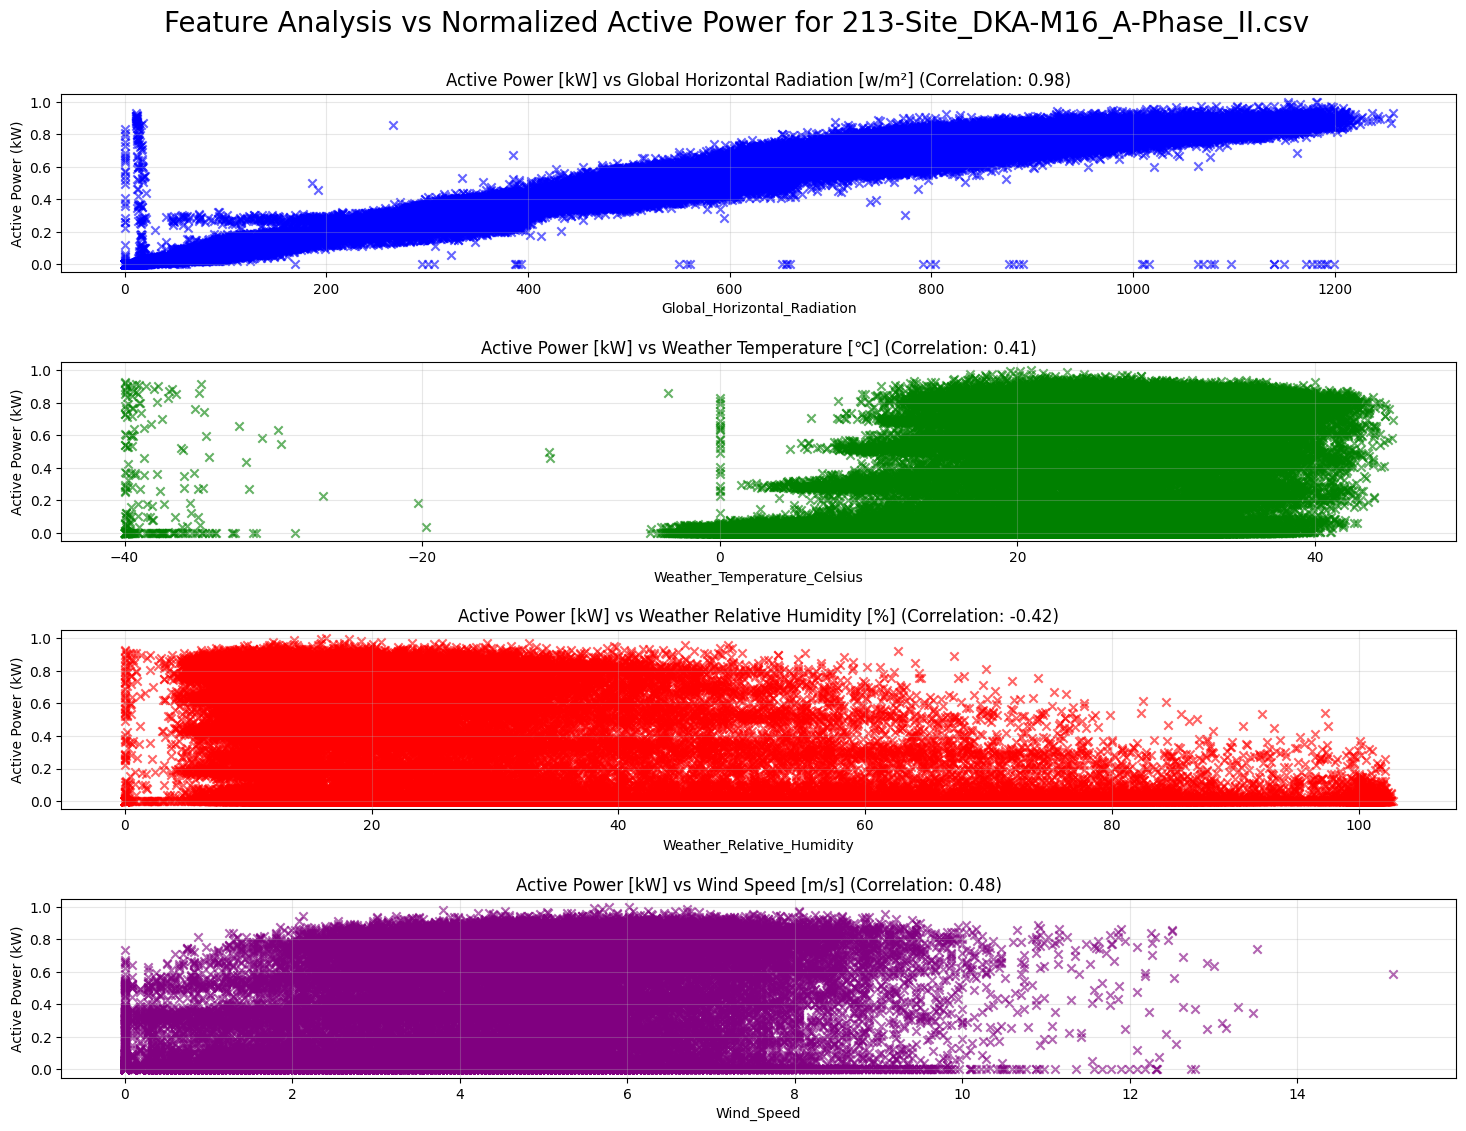 Feature Analysis vs Normalized Active Power for 213-Site_DKA-M16_A-Phase_II.csv
Active Power [kW] vs Global Horizontal Radiation [w/m²] (Correlation: 0.98)
Active Power (kW)
1.0
0.8
0.6
0.4
0.2
0.0
0 200 400 600 800 1000 1200
Global_Horizontal_Radiation
Active Power [kW] vs Weather Temperature [℃] (Correlation: 0.41)
Active Power (kW)
1.0
0.8
0.6
0.4
0.2
0.0
−40 −20 0 20 40
Weather_Temperature_Celsius
Active Power [kW] vs Weather Relative Humidity [%] (Correlation: -0.42)
Active Power (kW)
1.0
0.8
0.6
0.4
0.2
0.0
0 20 40 60 80 100
Weather_Relative_Humidity
Active Power [kW] vs Wind Speed [m/s] (Correlation: 0.48)
Active Power (kW)
1.0
0.8
0.6
0.4
0.2
0.0
0 2 4 6 8 10 12 14
Wind_Speed